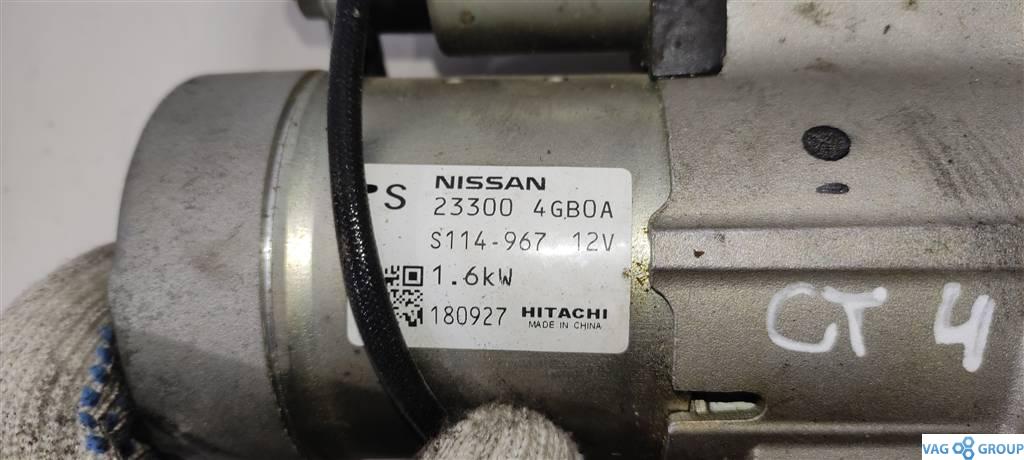 NISSAN
S 23300 4GB0A
S114-967 12V
1.6kW
180927 HITACHI
MADE IN CHINA
CT 4
VAG GROUP